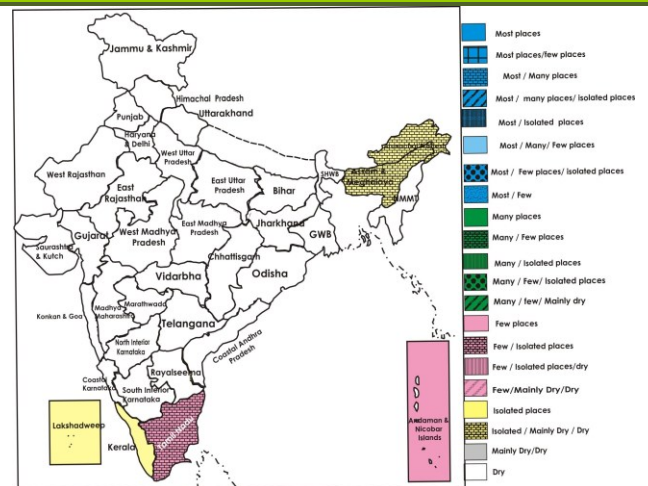 Jammu & Kashmir
Himachal Pradesh
Uttarakhand
Punjab
Haryana
& Delhi
West Uttar
Pradesh
West Rajasthan
East
Rajasthan
East Uttar
Pradesh
Bihar
SHWB
Assam &
NMMT
Saurashtra
& Kutch
Gujarat
West Madhya
Pradesh
East Madhya
Pradesh
Jharkhand
GWB
Chhattisgarh
Odisha
Vidarbha
Konkan & Goa
Madhya
Maharashtra
Marathwada
Telangana
North Interior
Karnataka
Coastal Andhra
Pradesh
Rayalseema
Coastal
Karnataka
South Interior
Karnataka
Lakshadweep
Kerala
Tamil Nadu
Andaman &
Nicobar
Islands
Most places
Most places/few places
Most / Many places
Most / many places/ Isolated places
Most / Isolated places
Most / Many/ Few places
Most / Few places/ isolated places
Most / Few
Many places
Many / Few places
Many / Isolated places
Many / Few/ Isolated places
Many / few/ Mainly dry
Few places
Few / Isolated places
Few / Isolated places/dry
Few/Mainly Dry/Dry
Isolated places
Isolated / Mainly Dry / Dry
Mainly Dry/Dry
Dry